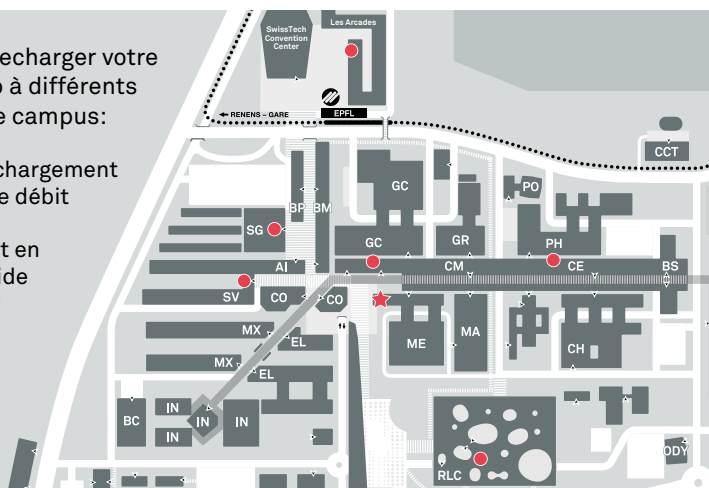 echarger votre
à différents
campus:
chargement
débit
t en
ide
SwissTech
Convention
Center
Les Arcades
← RENENS – GARE
EPFL
CCT
GC
PO
BP
BM
SG
GC
GR
PH
AI
CM
CE
BS
SV
CO
CO
MX
EL
ME
MA
CH
MX
EL
BC
IN
IN
IN
IN
RLC
ODY